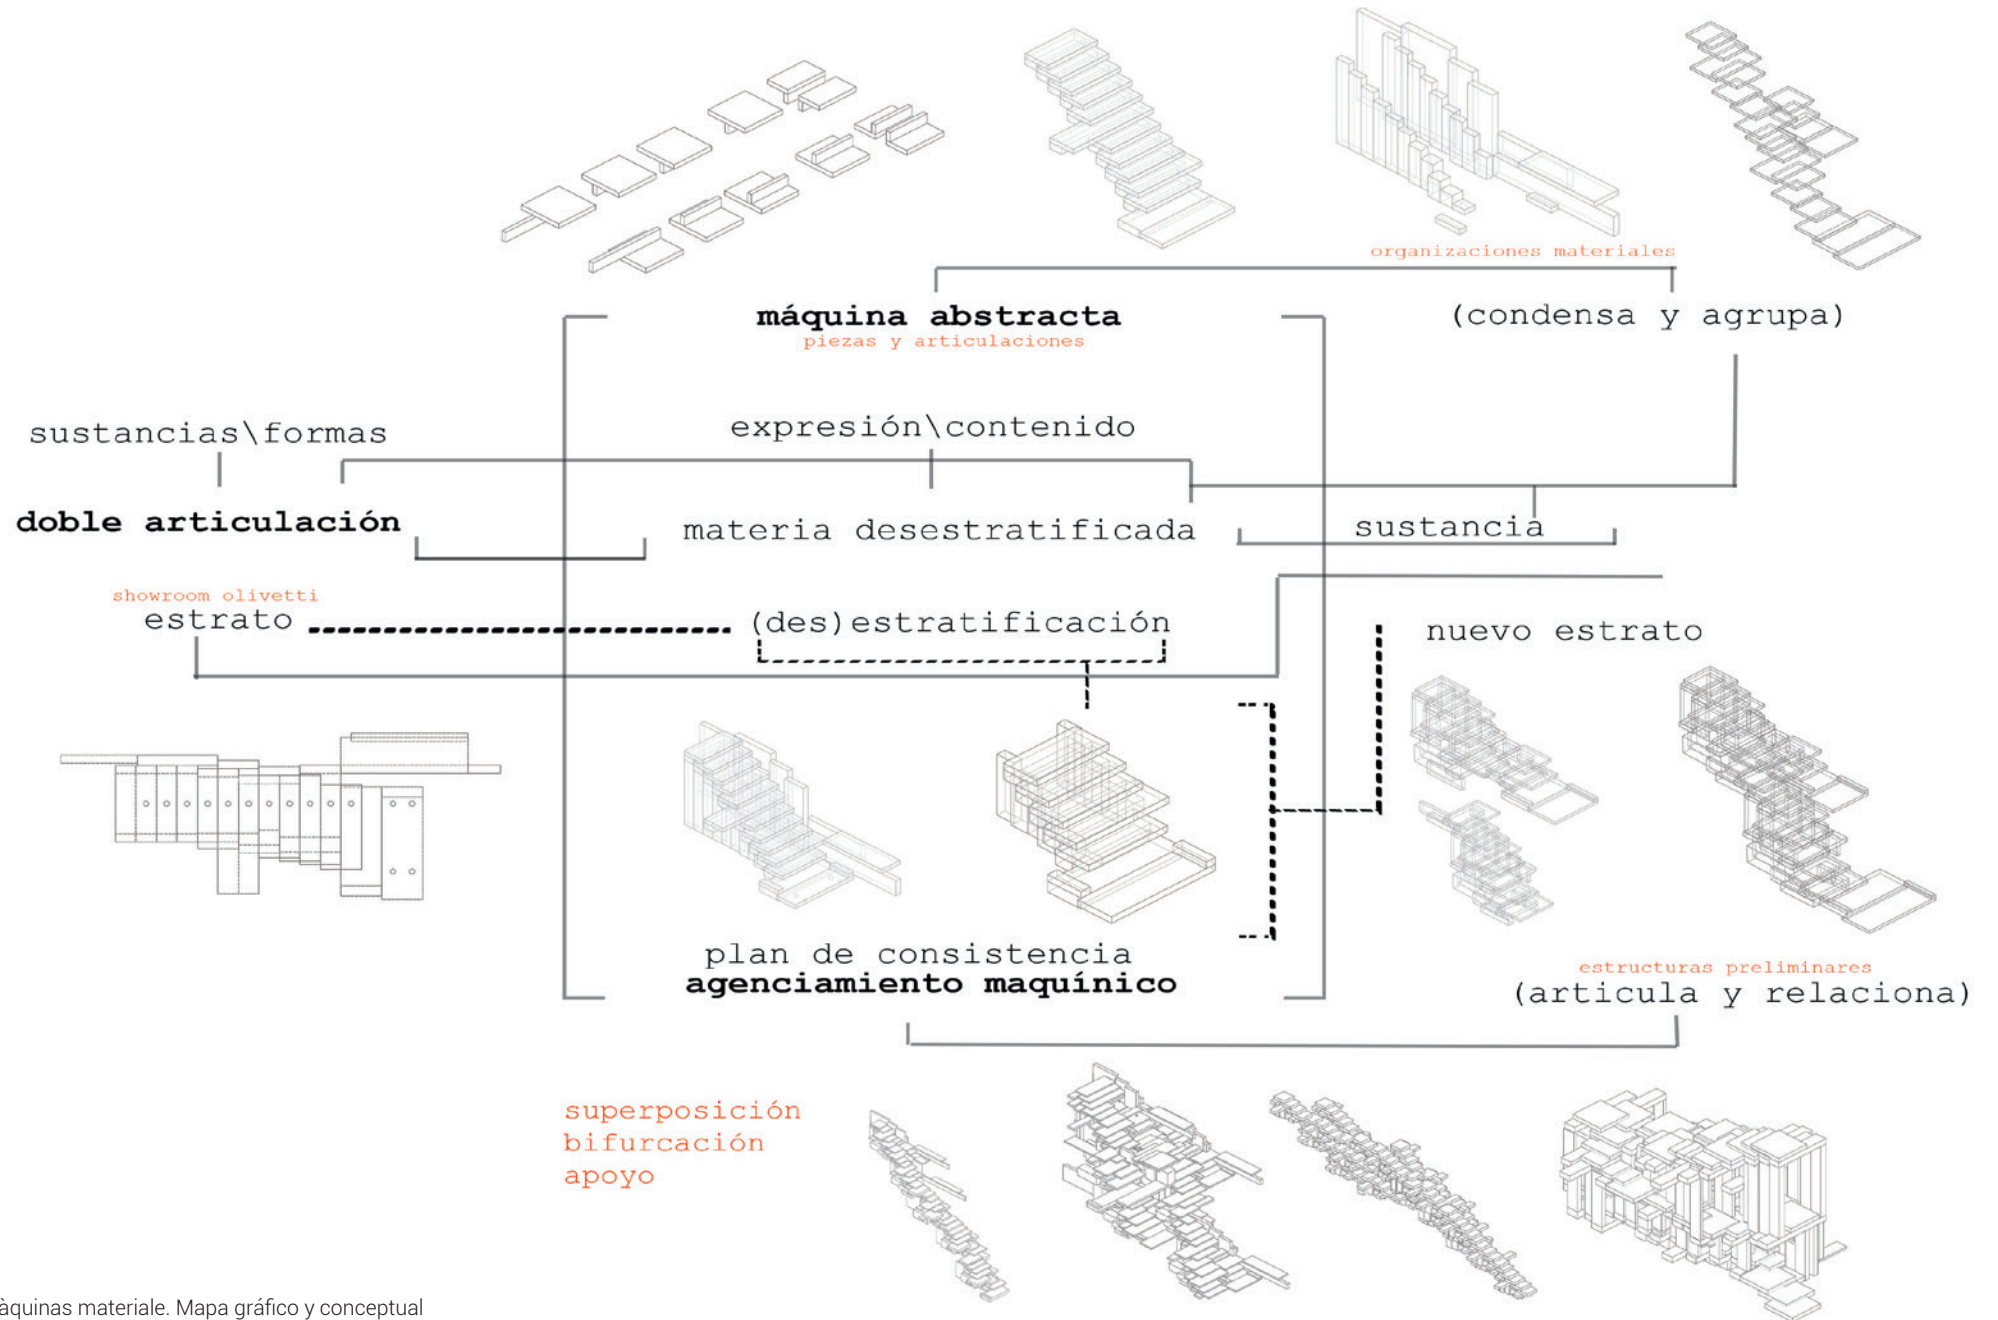 organizaciones materiales
máquina abstracta
(condensa y agrupa)
piezas y articulaciones
sustancias\formas
expresión\contenido
doble articulación
materia desestratificada
sustancia
showroom olivetti
estrato
(des)estratificación
nuevo estrato
plan de consistencia
agenciamiento maquínico
estructuras preliminares
(articula y relaciona)
superposición
bifurcación
apoyo
àquinas materiale. Mapa gráfico y conceptual